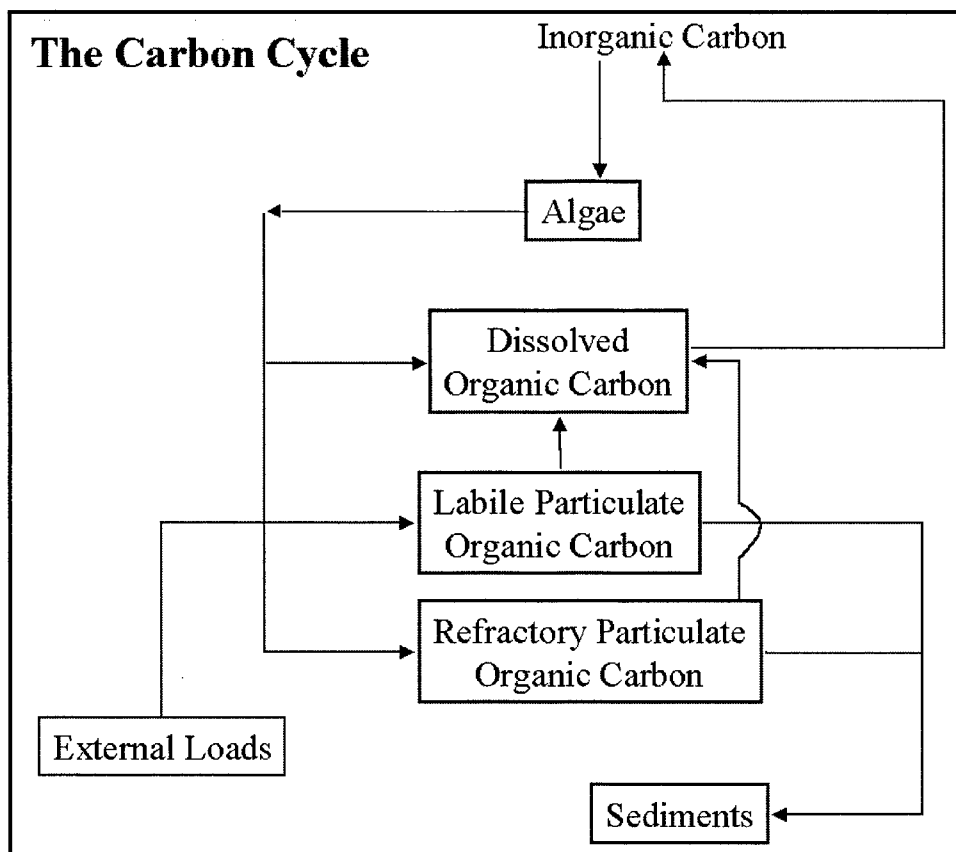 The Carbon Cycle
Inorganic Carbon
Algae
Dissolved
Organic Carbon
Labile Particulate
Organic Carbon
Refractory Particulate
Organic Carbon
External Loads
Sediments